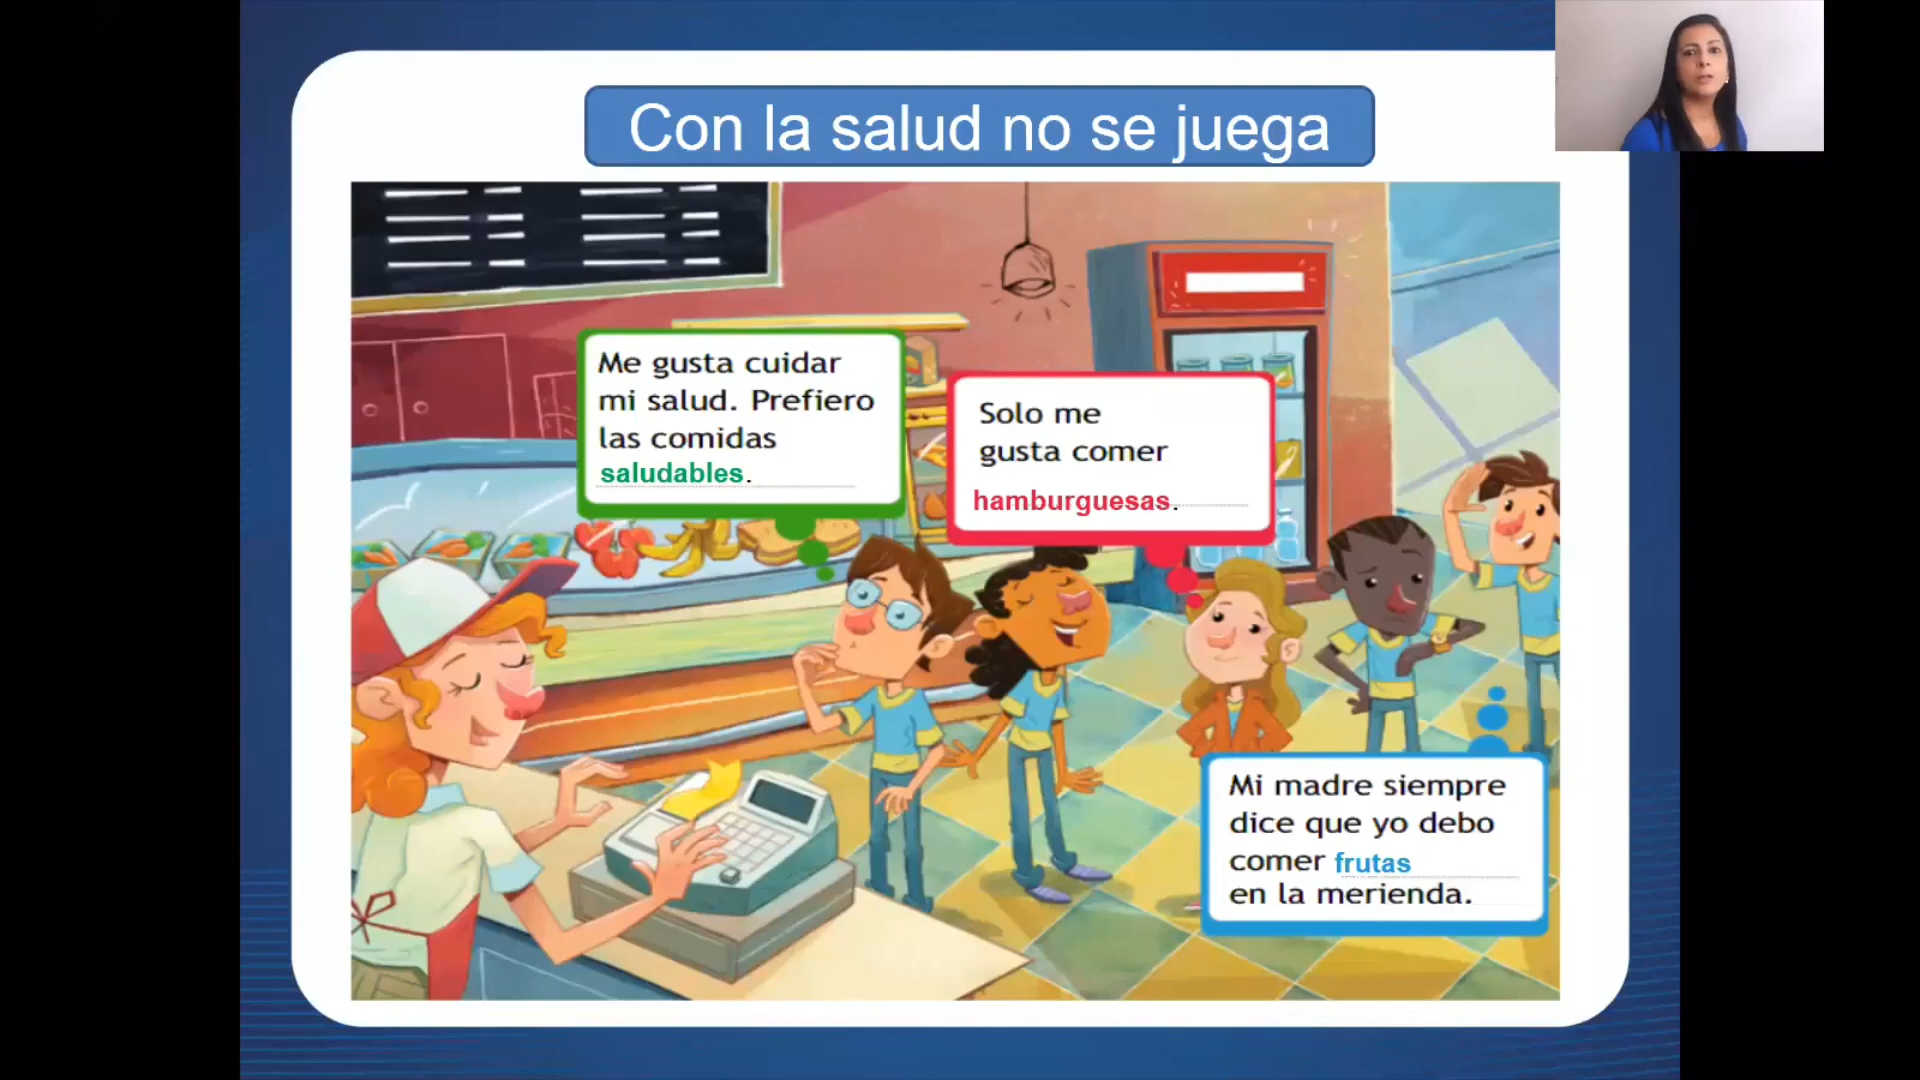 Con la salud no se juega
Me gusta cuidar
mi salud. Prefiero
las comidas
saludables.
Solo me
gusta comer
hamburguesas.
Mi madre siempre
dice que yo debo
comer frutas
en la merienda.